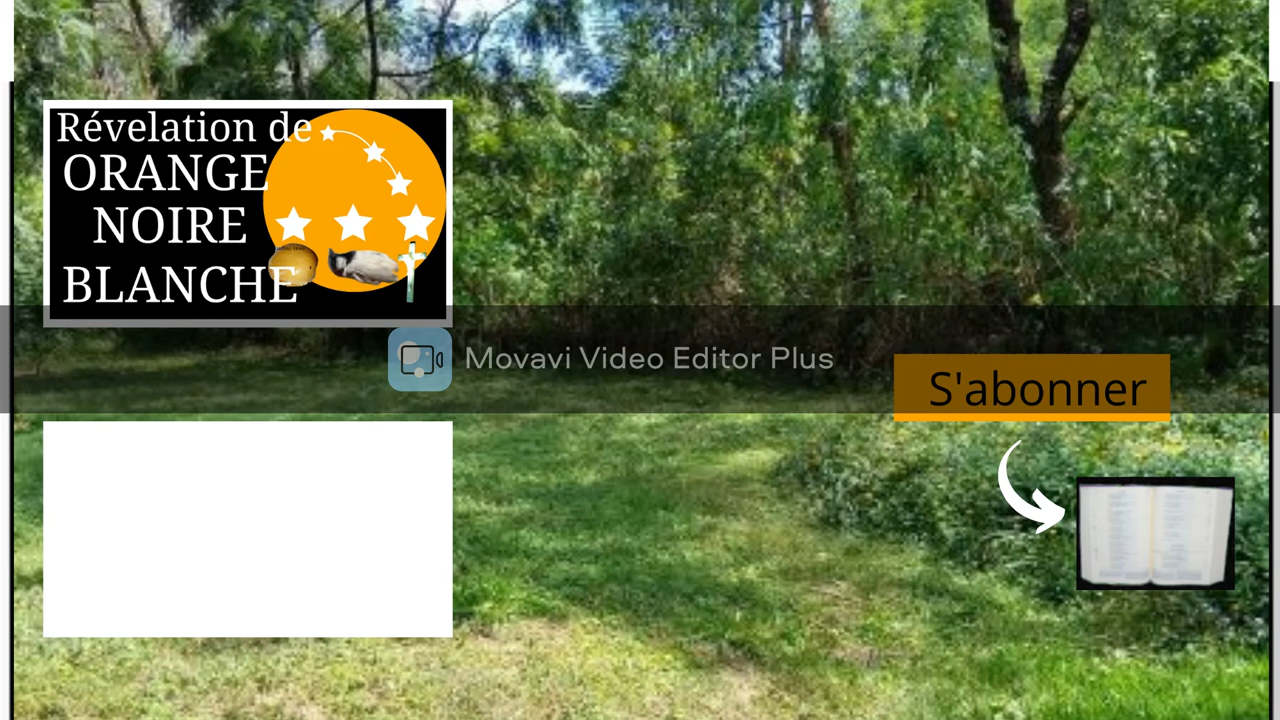 Révelation de
ORANGE
NOIRE
BLANCHE
Movavi Video Editor Plus
S'abonner